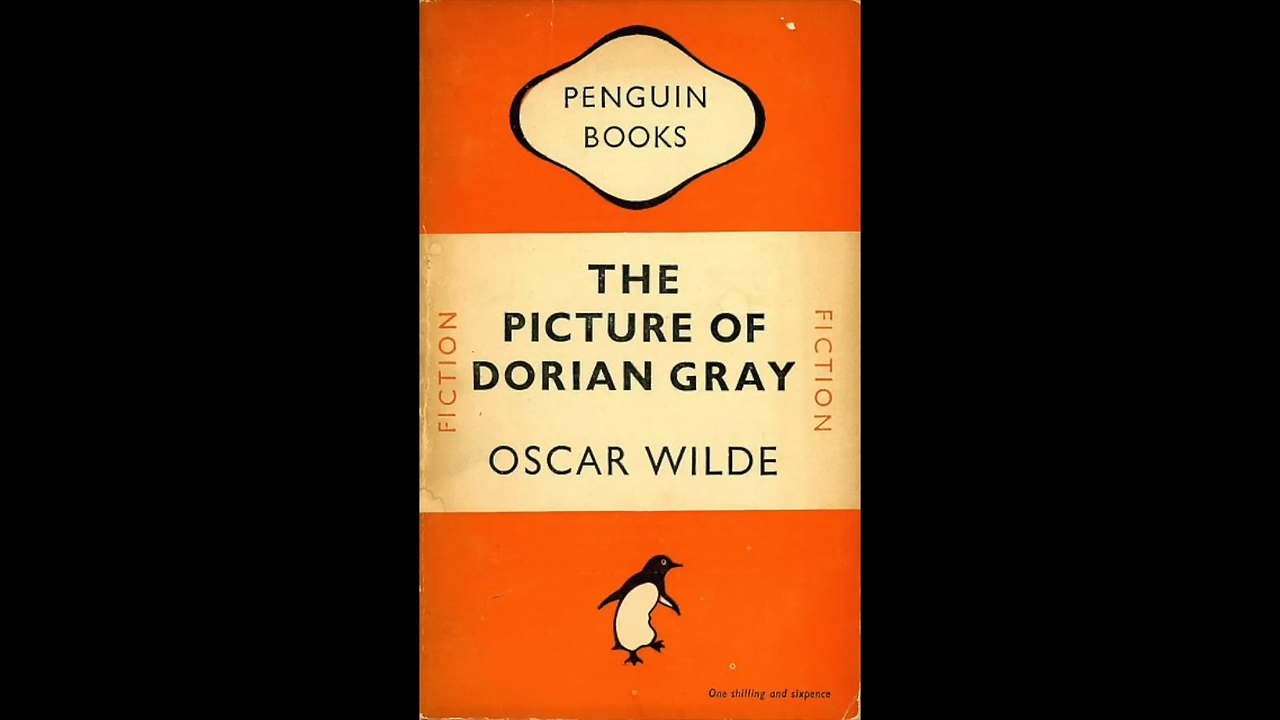 PENGUIN
BOOKS
THE
PICTURE OF
DORIAN GRAY
FICTION
FICTION
OSCAR WILDE
One shilling and sixpence